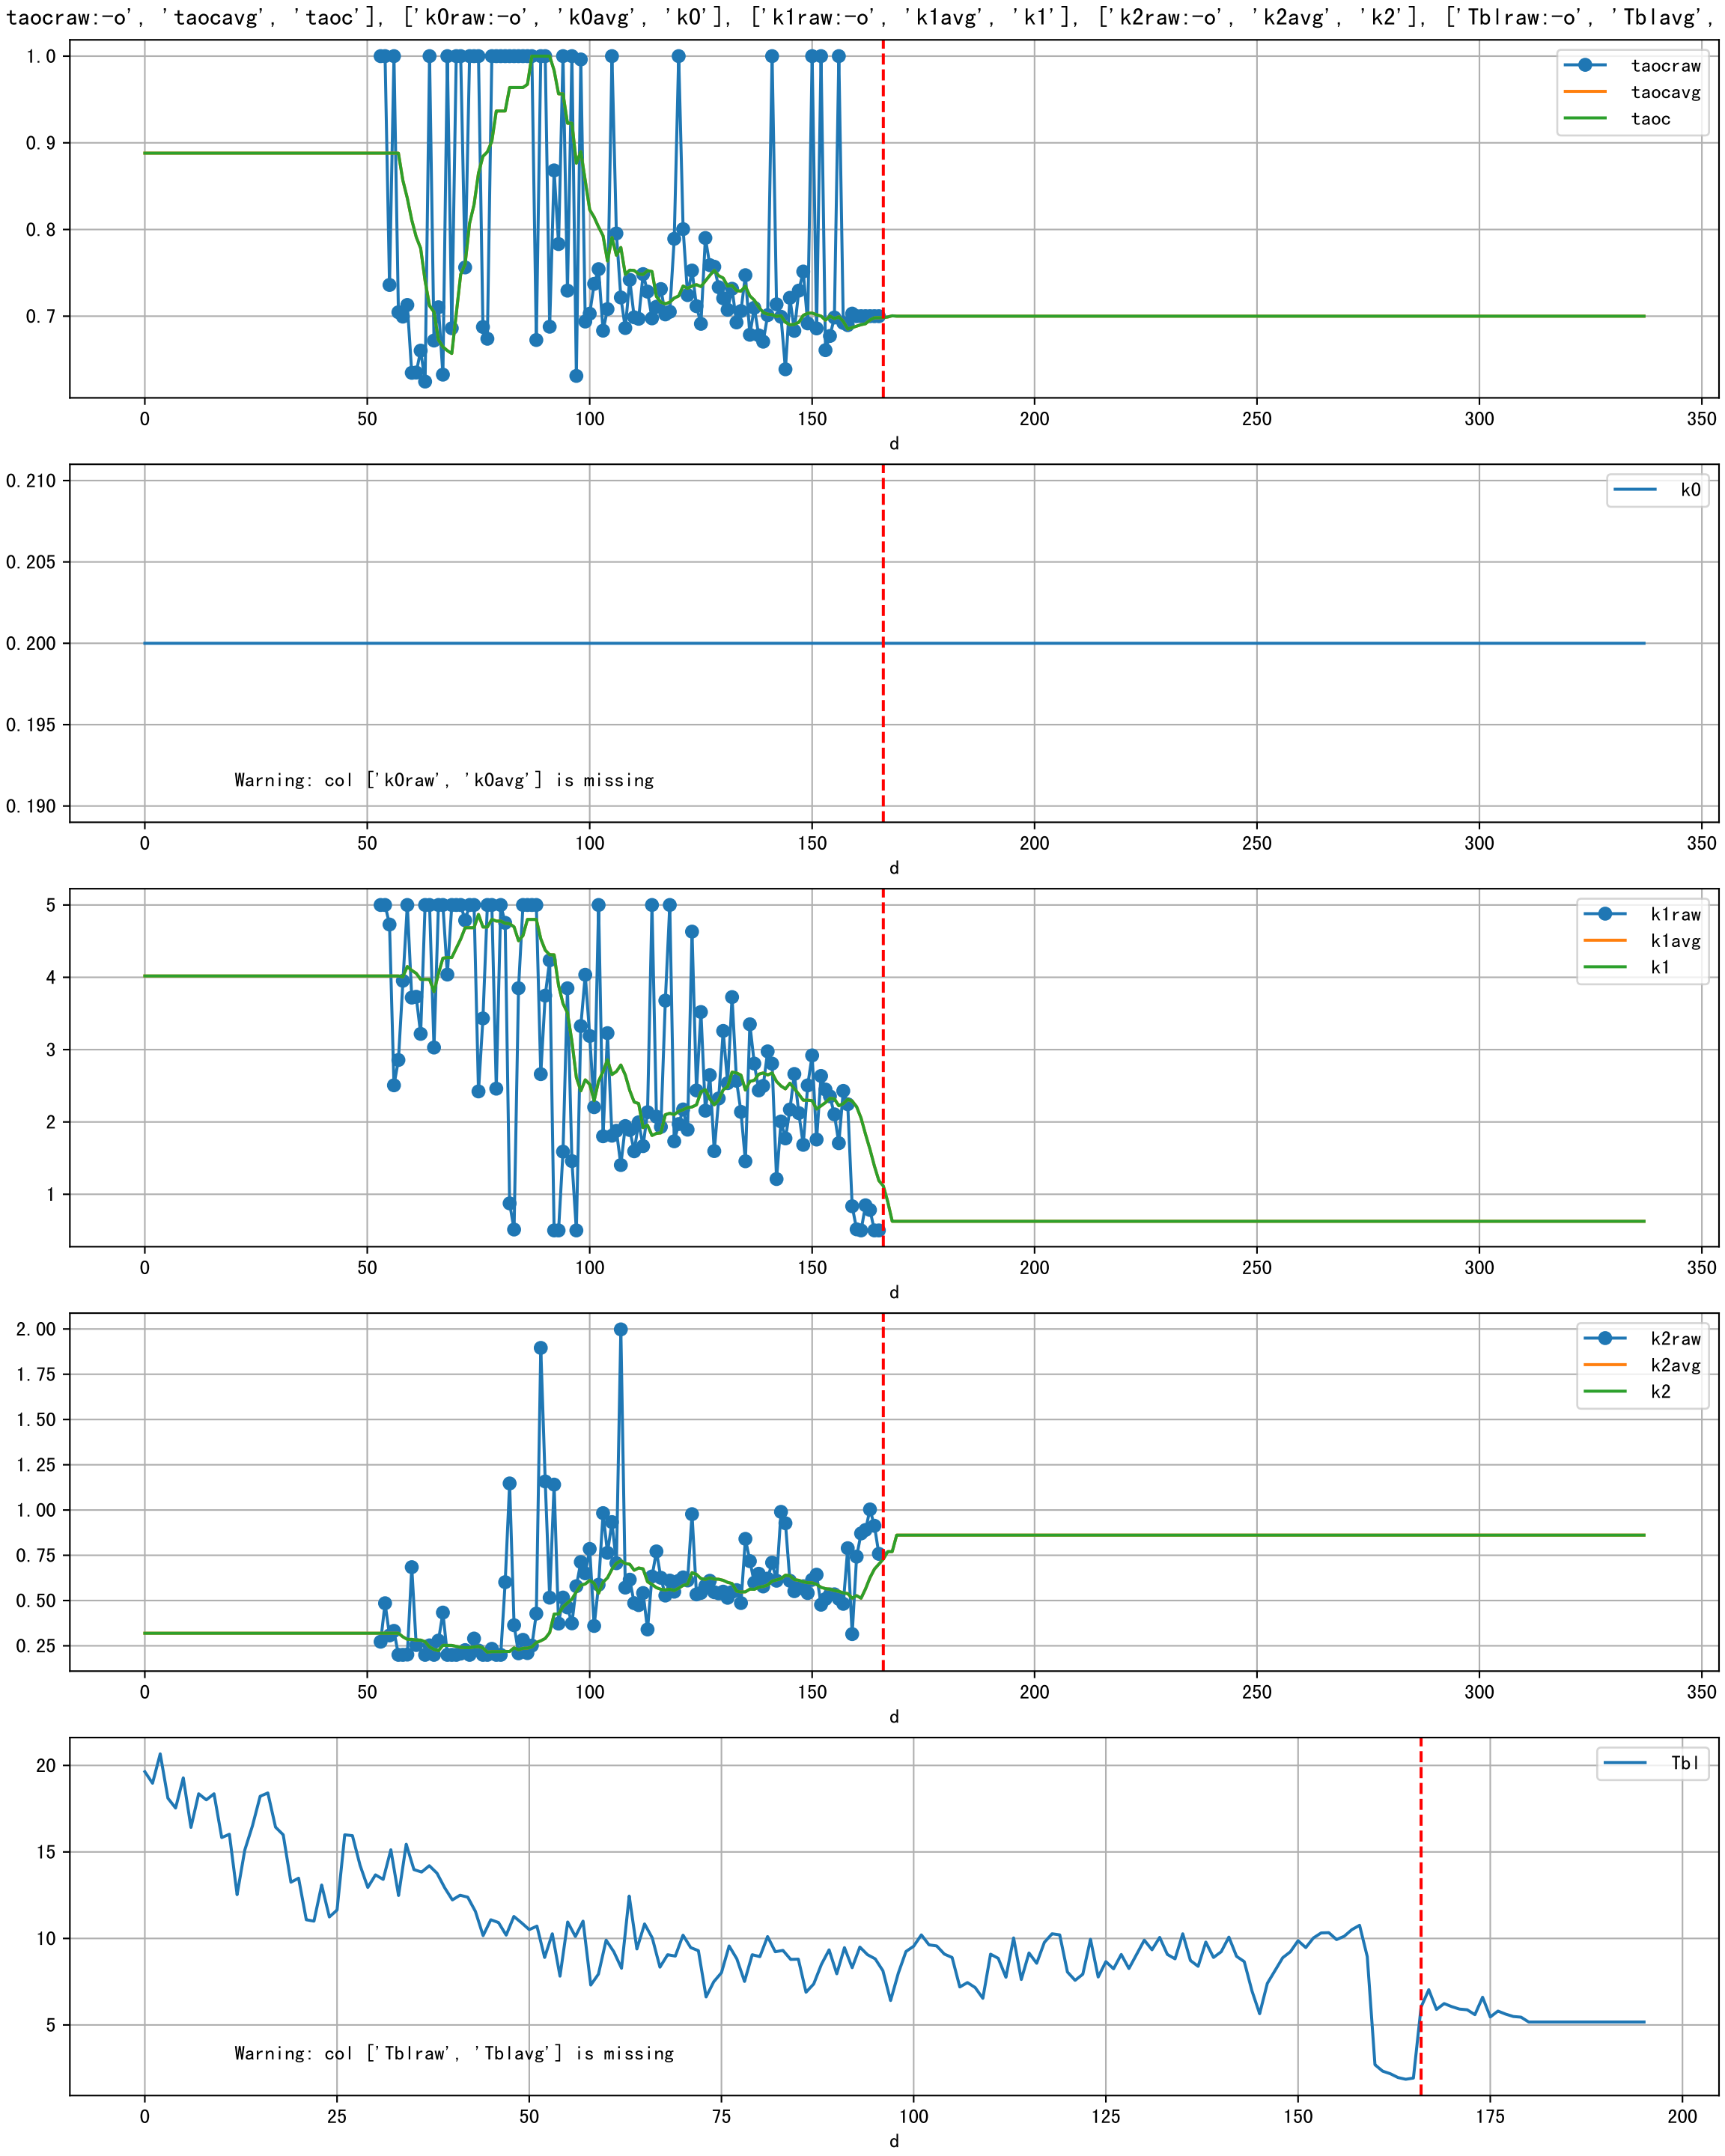 taocraw:-o', 'taocavg', 'taoc'], ['k0raw:-o', 'k0avg', 'k0'], ['k1raw:-o', 'k1avg', 'k1'], ['k2raw:-o', 'k2avg', 'k2'], ['Tblraw:-o', 'Tblavg',
1.0
0.9
0.8
0.7
taocraw
taocavg
taoc
0 50 100 150 200 250 300 350
d
0.210
0.205
0.200
0.195
0.190
k0
Warning: col ['k0raw', 'k0avg'] is missing
0 50 100 150 200 250 300 350
d
5
4
3
2
1
k1raw
k1avg
k1
0 50 100 150 200 250 300 350
d
2.00
1.75
1.50
1.25
1.00
0.75
0.50
0.25
k2raw
k2avg
k2
0 50 100 150 200 250 300 350
d
20
15
10
5
Tbl
Warning: col ['Tblraw', 'Tblavg'] is missing
0 25 50 75 100 125 150 175 200
d